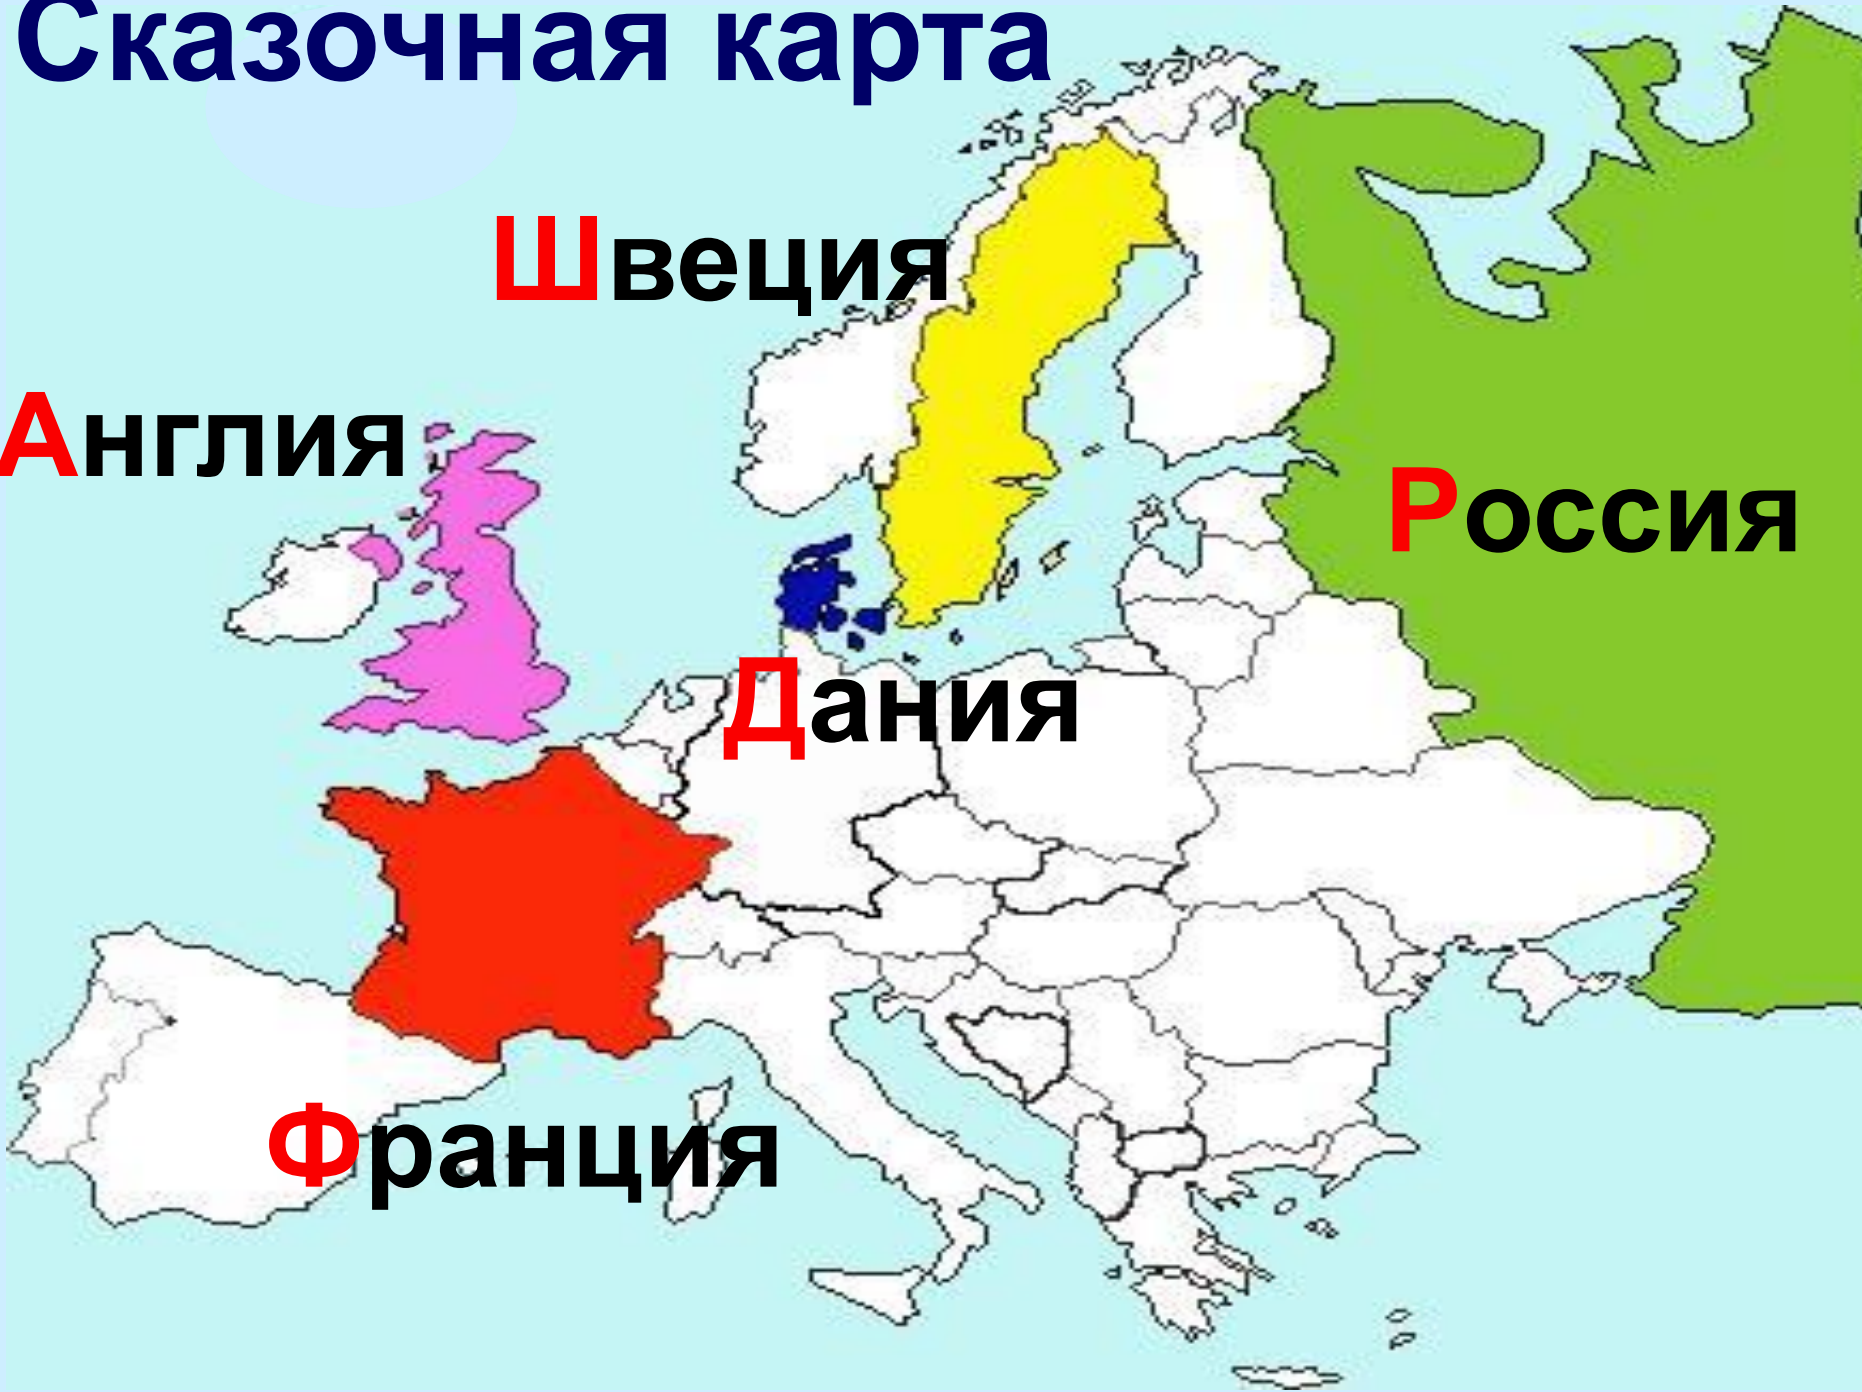 Сказочная карта
Швеция
Англия
Россия
Дания
Франция